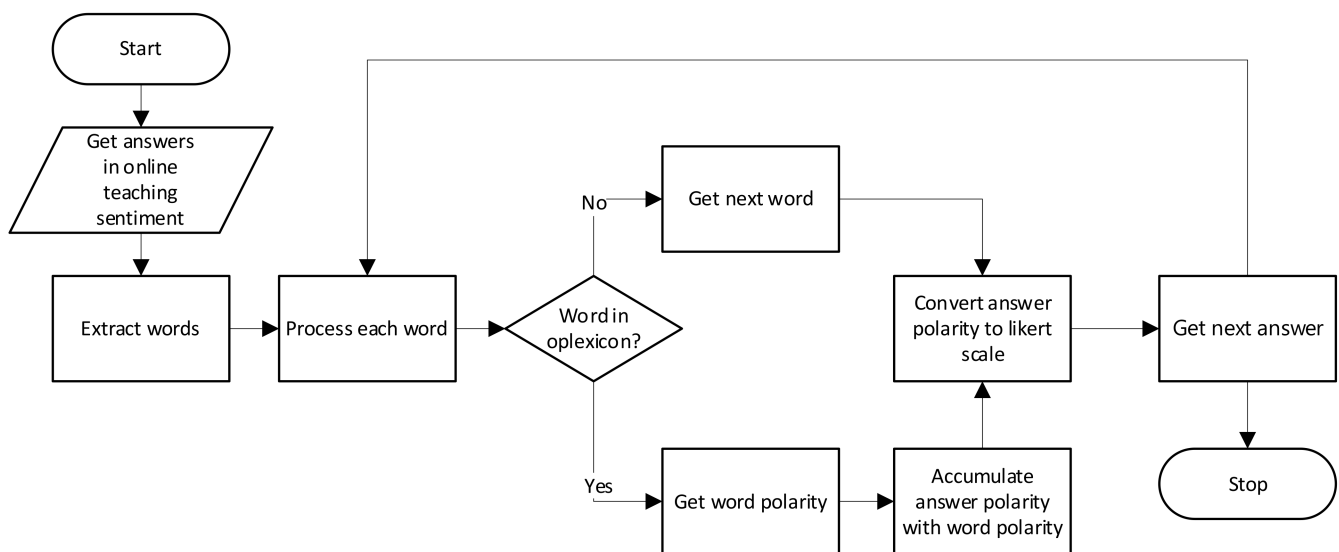 Start
Get answers
in online
teaching
sentiment
Extract words
Process each word
Word in
oplexicon?
No
Get next word
Yes
Get word polarity
Accumulate
answer polarity
with word polarity
Convert answer
polarity to likert
scale
Get next answer
Stop